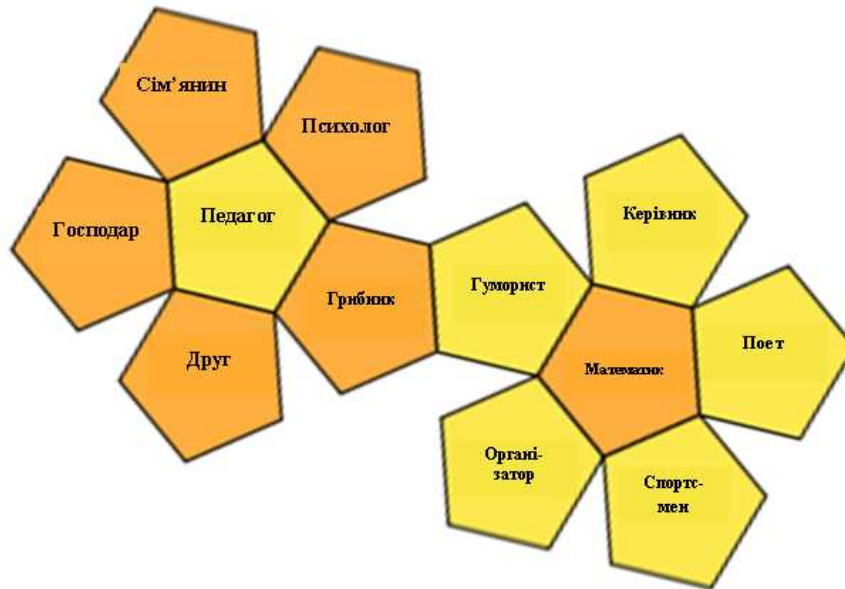 Сім’янин
Психолог
Господар
Педагог
Грибник
Друг
Гуморист
Керівник
Поет
Математик
Органі-
затор
Спортс-
мен